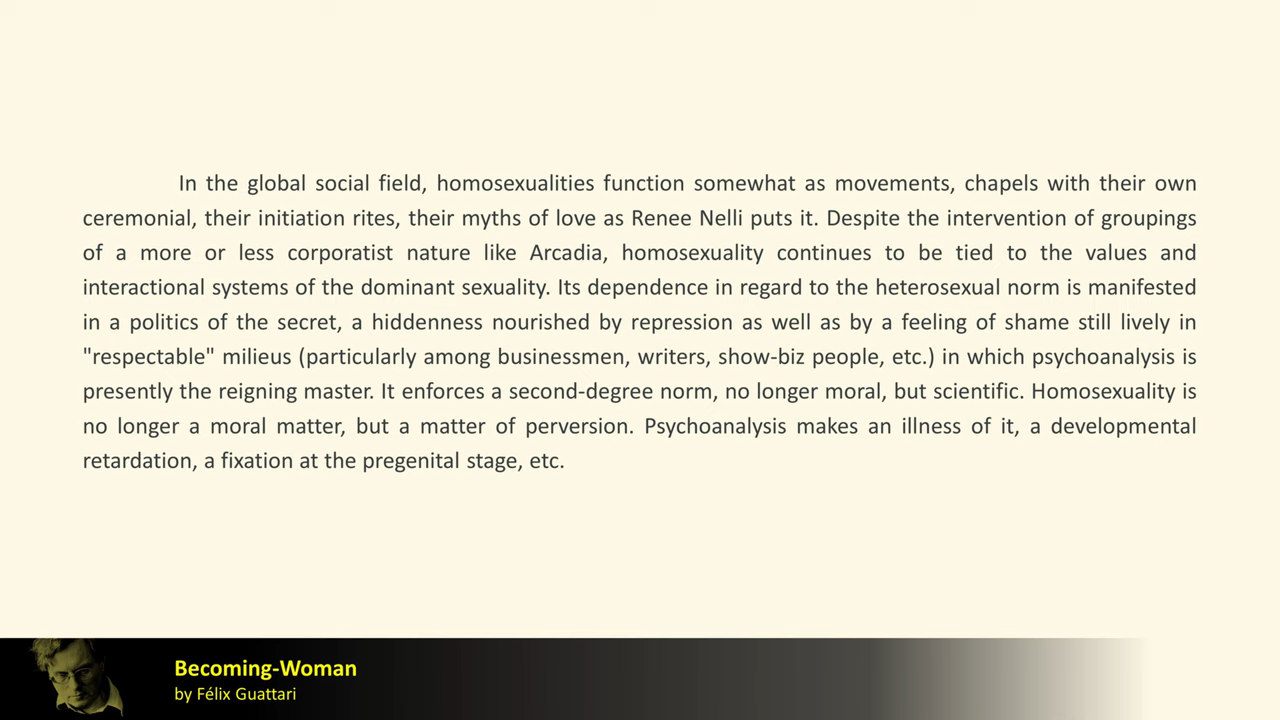 In the global social field, homosexualities function somewhat as movements, chapels with their own
ceremonial, their initiation rites, their myths of love as Renee Nelli puts it. Despite the intervention of groupings
of a more or less corporatist nature like Arcadia, homosexuality continues to be tied to the values and
interactional systems of the dominant sexuality. Its dependence in regard to the heterosexual norm is manifested
in a politics of the secret, a hiddenness nourished by repression as well as by a feeling of shame still lively in
"respectable" milieus (particularly among businessmen, writers, show-biz people, etc.) in which psychoanalysis is
presently the reigning master. It enforces a second-degree norm, no longer moral, but scientific. Homosexuality is
no longer a moral matter, but a matter of perversion. Psychoanalysis makes an illness of it, a developmental
retardation, a fixation at the pregenital stage, etc.
Becoming-Woman
by Félix Guattari